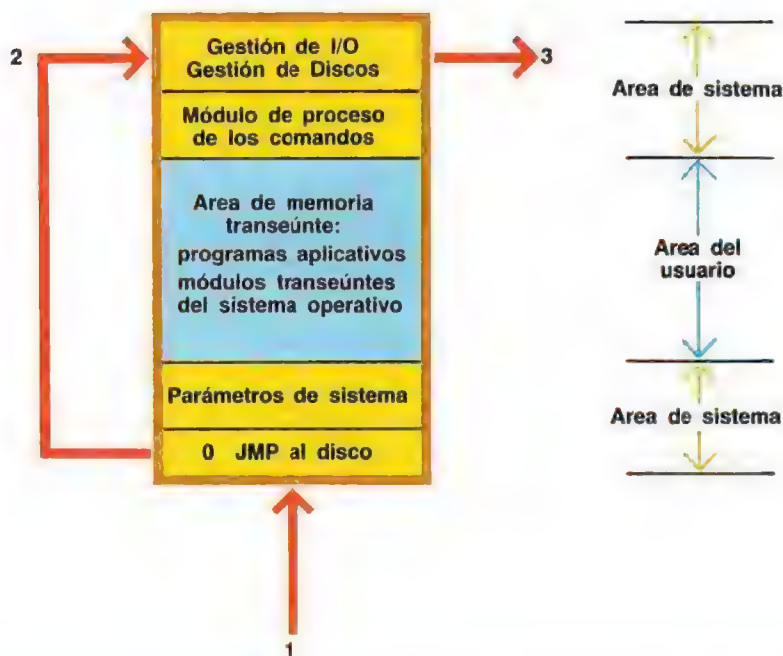 2
Gestión de I/O
Gestión de Discos
3
Módulo de proceso
de los comandos
Area de memoria
transeúnte:
programas aplicativos
módulos transeúntes
del sistema operativo
Parámetros de sistema
0 JMP al disco
1
Area de sistema
Area del
usuario
Area de sistema